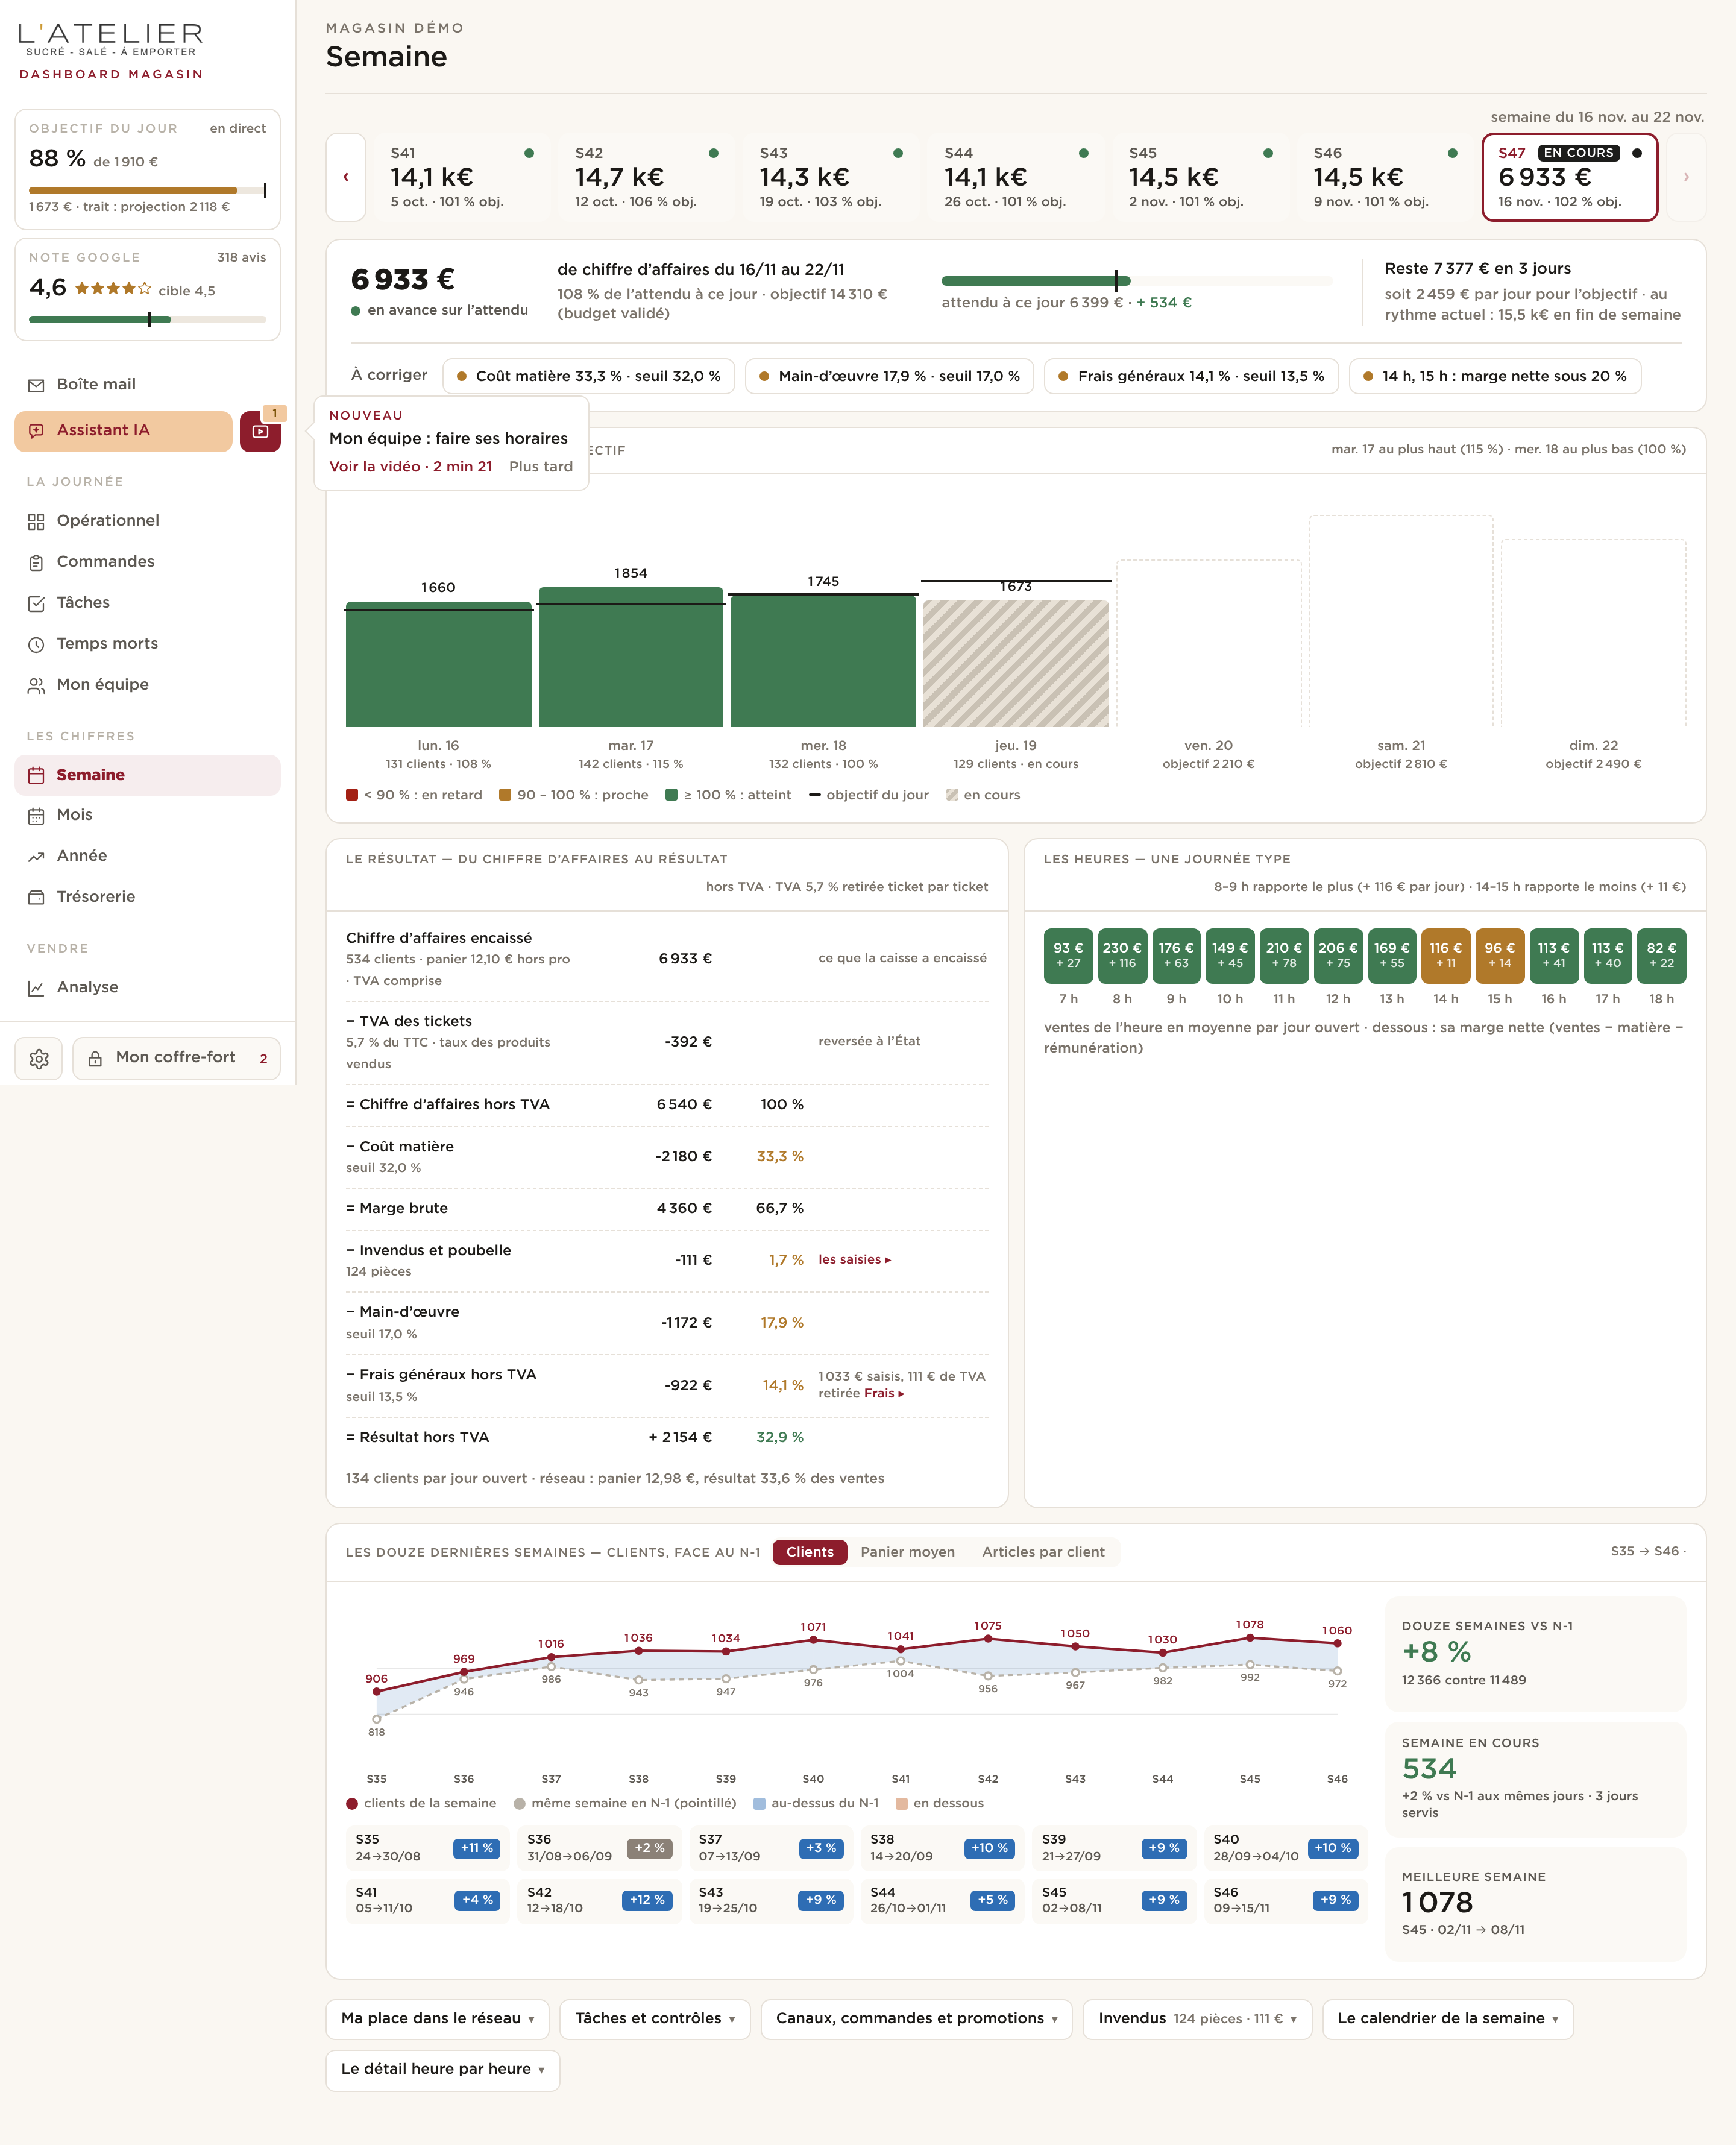 L'ATELIER
SUCRÉ - SALÉ - À EMPORTER
DASHBOARD MAGASIN
OBJECTIF DU JOUR en direct
88 % de 1 910 €
1 673 € · trait : projection 2 118 €
NOTE GOOGLE 318 avis
4,6 ★★★★☆ cible 4,5
Boîte mail
Assistant IA 1
LA JOURNÉE
Opérationnel
Commandes
Tâches
Temps morts
Mon équipe
LES CHIFFRES
Semaine
Mois
Année
Trésorerie
VENDRE
Analyse
Mon coffre-fort 2
MAGASIN DÉMO
Semaine
semaine du 16 nov. au 22 nov.
‹
S41
14,1 k€
5 oct. · 101 % obj.
S42
14,7 k€
12 oct. · 106 % obj.
S43
14,3 k€
19 oct. · 103 % obj.
S44
14,1 k€
26 oct. · 101 % obj.
S45
14,5 k€
2 nov. · 101 % obj.
S46
14,5 k€
9 nov. · 101 % obj.
S47 EN COURS
6 933 €
16 nov. · 102 % obj.
›
6 933 €
en avance sur l’attendu
de chiffre d’affaires du 16/11 au 22/11
108 % de l’attendu à ce jour · objectif 14 310 €
(budget validé)
attendu à ce jour 6 399 € · + 534 €
Reste 7 377 € en 3 jours
soit 2 459 € par jour pour l’objectif · au
rythme actuel : 15,5 k€ en fin de semaine
À corriger
Coût matière 33,3 % · seuil 32,0 %
Main-d’œuvre 17,9 % · seuil 17,0 %
Frais généraux 14,1 % · seuil 13,5 %
14 h, 15 h : marge nette sous 20 %
NOUVEAU
Mon équipe : faire ses horaires
Voir la vidéo · 2 min 21 Plus tard
ECTIF
mar. 17 au plus haut (115 %) · mer. 18 au plus bas (100 %)
1 660
1 854
1 745
1 673
lun. 16
131 clients · 108 %
mar. 17
142 clients · 115 %
mer. 18
132 clients · 100 %
jeu. 19
129 clients · en cours
ven. 20
objectif 2 210 €
sam. 21
objectif 2 810 €
dim. 22
objectif 2 490 €
< 90 % : en retard 90 – 100 % : proche ≥ 100 % : atteint objectif du jour en cours
LE RÉSULTAT — DU CHIFFRE D’AFFAIRES AU RÉSULTAT
hors TVA · TVA 5,7 % retirée ticket par ticket
Chiffre d’affaires encaissé
534 clients · panier 12,10 € hors pro
· TVA comprise
6 933 €
ce que la caisse a encaissé
− TVA des tickets
5,7 % du TTC · taux des produits
vendus
-392 €
reversée à l’État
= Chiffre d’affaires hors TVA 6 540 € 100 %
− Coût matière
seuil 32,0 %
-2 180 € 33,3 %
= Marge brute 4 360 € 66,7 %
− Invendus et poubelle
124 pièces
-111 € 1,7 % les saisies ▸
− Main-d’œuvre
seuil 17,0 %
-1 172 € 17,9 %
− Frais généraux hors TVA
seuil 13,5 %
-922 € 14,1 %
1 033 € saisis, 111 € de TVA
retirée Frais ▸
= Résultat hors TVA + 2 154 € 32,9 %
134 clients par jour ouvert · réseau : panier 12,98 €, résultat 33,6 % des ventes
LES HEURES — UNE JOURNÉE TYPE
8–9 h rapporte le plus (+ 116 € par jour) · 14–15 h rapporte le moins (+ 11 €)
93 € 230 € 176 € 149 € 210 € 206 € 169 € 116 € 96 € 113 € 113 € 82 €
+ 27 + 116 + 63 + 45 + 78 + 75 + 55 + 11 + 14 + 41 + 40 + 22
7 h 8 h 9 h 10 h 11 h 12 h 13 h 14 h 15 h 16 h 17 h 18 h
ventes de l’heure en moyenne par jour ouvert · dessous : sa marge nette (ventes − matière −
rémunération)
LES DOUZE DERNIÈRES SEMAINES — CLIENTS, FACE AU N-1 Clients Panier moyen Articles par client
S35 → S46 ·
906 969 1 016 1 036 1 034 1 071 1 041 1 075 1 050 1 030 1 078 1 060
818 946 986 943 947 976 1 004 956 967 982 992 972
S35 S36 S37 S38 S39 S40 S41 S42 S43 S44 S45 S46
clients de la semaine même semaine en N-1 (pointillé) au-dessus du N-1 en dessous
S35
24→30/08
+11 %
S36
31/08→06/09
+2 %
S37
07→13/09
+3 %
S38
14→20/09
+10 %
S39
21→27/09
+9 %
S40
28/09→04/10
+10 %
S41
05→11/10
+4 %
S42
12→18/10
+12 %
S43
19→25/10
+9 %
S44
26/10→01/11
+5 %
S45
02→08/11
+9 %
S46
09→15/11
+9 %
DOUZE SEMAINES VS N-1
+8 %
12 366 contre 11 489
SEMAINE EN COURS
534
+2 % vs N-1 aux mêmes jours · 3 jours
servis
MEILLEURE SEMAINE
1 078
S45 · 02/11 → 08/11
Ma place dans le réseau ▾
Tâches et contrôles ▾
Canaux, commandes et promotions ▾
Invendus 124 pièces · 111 € ▾
Le calendrier de la semaine ▾
Le détail heure par heure ▾